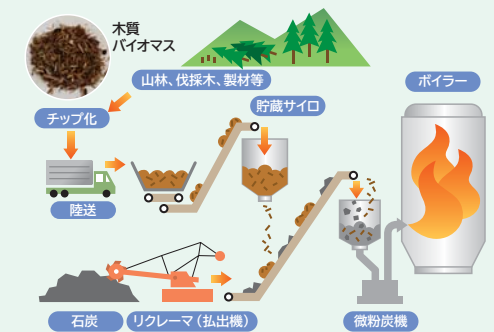 木質
バイオマス
山林、伐採木、製材等
ボイラー
チップ化
貯蔵サイロ
陸送
石炭
リクレーマ（払出機）
微粉炭機